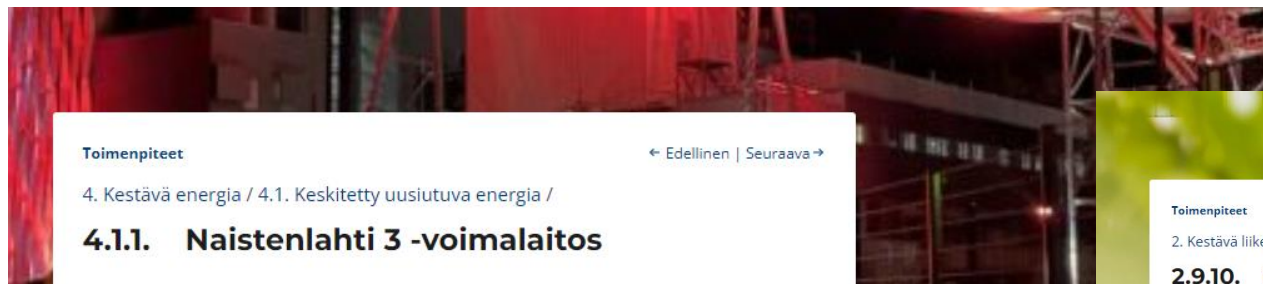 Toimenpiteet
← Edellinen | Seuraava →
4. Kestävä energia / 4.1. Keskitetty uusiutuva energia /
4.1.1. Naistenlahti 3 -voimalaitos
Toimenpiteet
2. Kestävä liike
2.9.10.